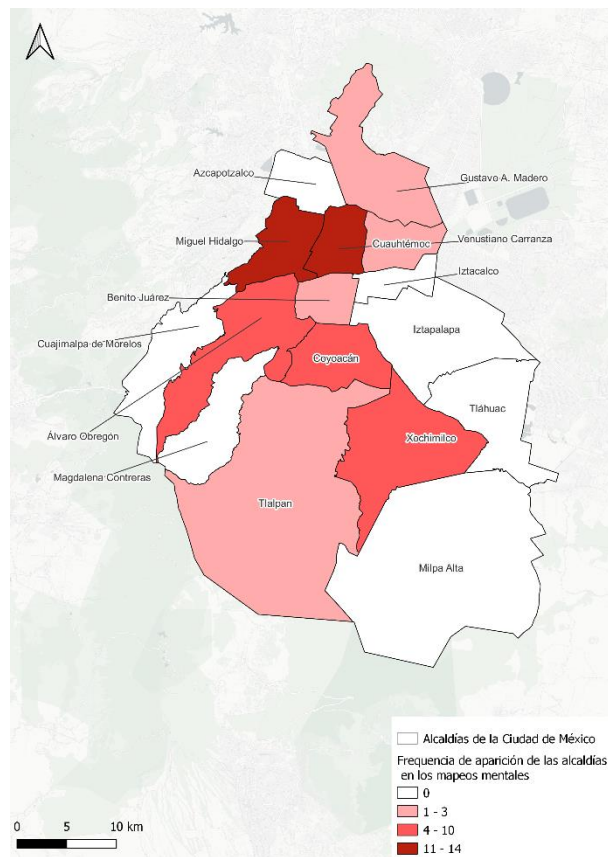 Azcapotzalco
Gustavo A. Madero
Miguel Hidalgo
Cuauhtémoc
Venustiano Carranza
Iztacalco
Benito Juárez
Iztapalapa
Cuajimalpa de Morelos
Coyoacán
Tláhuac
Álvaro Obregón
Xochimilco
Magdalena Contreras
Tlalpan
Milpa Alta
Alcaldías de la Ciudad de México
Frequencia de aparición de las alcaldías
en los mapeos mentales
0
1 - 3
4 - 10
11 - 14
0 5 10 km